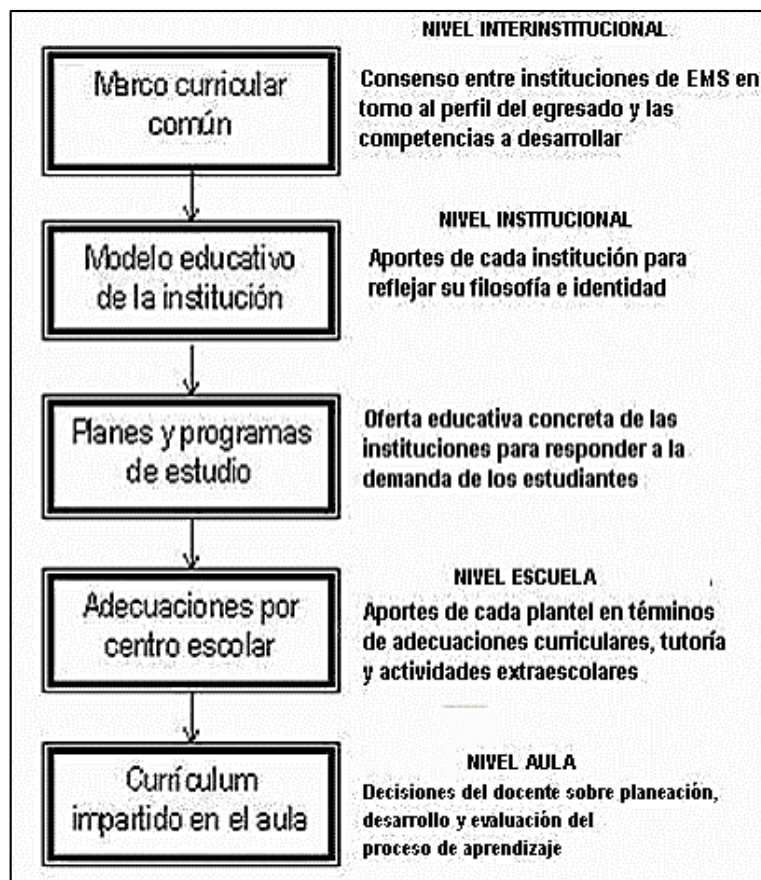 NIVEL INTERINSTITUCIONAL
Marco curricular
común
Consenso entre instituciones de EMS en
torno al perfil del egresado y las
competencias a desarrollar
NIVEL INSTITUCIONAL
Modelo educativo
de la institución
Aportes de cada institución para
reflejar su filosofía e identidad
Planes y programas
de estudio
Oferta educativa concreta de las
instituciones para responder a la
demanda de los estudiantes
NIVEL ESCUELA
Adecuaciones por
centro escolar
Aportes de cada plantel en términos
de adecuaciones curriculares, tutoría
y actividades extraescolares
NIVEL AULA
Currículum
impartido en el aula
Decisiones del docente sobre planeación,
desarrollo y evaluación del
proceso de aprendizaje